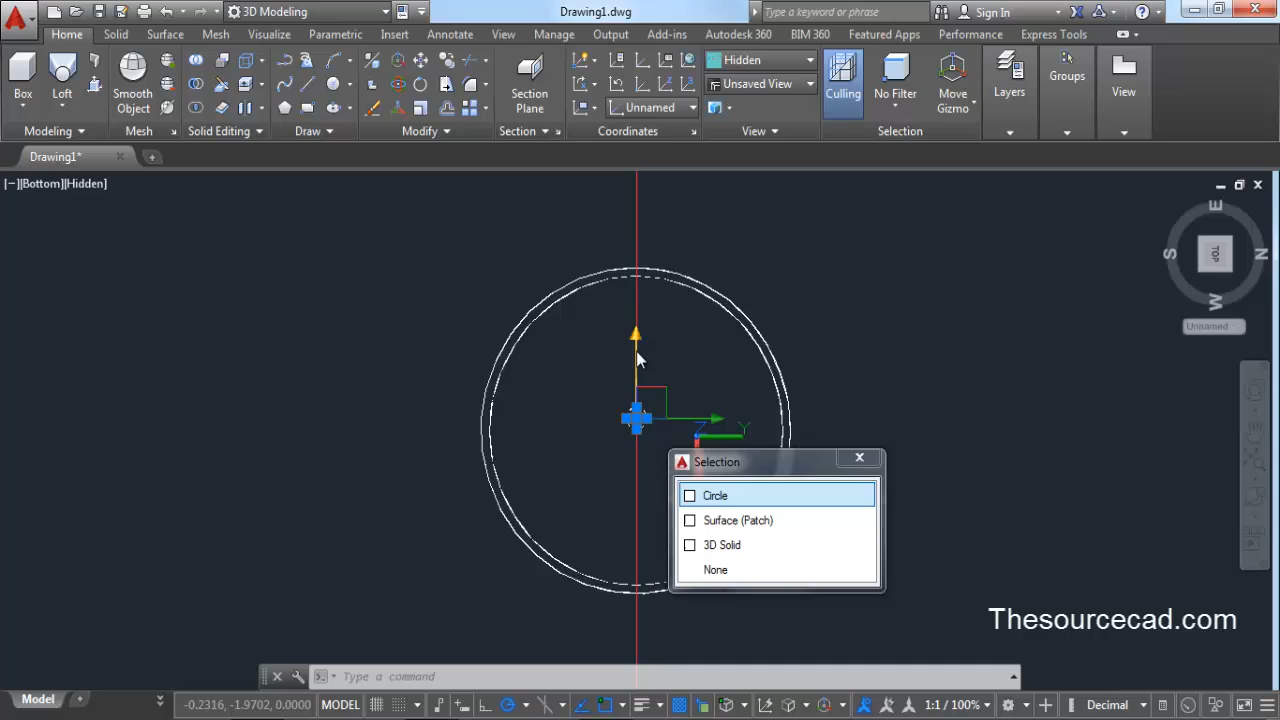 3D Modeling
Drawing1.dwg
Type a keyword or phrase
Sign In
Home Solid Surface Mesh Visualize Parametric Insert Annotate View Manage Output Add-ins Autodesk 360 BIM 360 Featured Apps Performance Express Tools
Box
Loft
Smooth
Object
Section
Plane
Unnamed
Hidden
Unsaved View
Culling
No Filter
Move
Gizmo
Layers
Groups
View
Modeling
Mesh
Solid Editing
Draw
Modify
Section
Coordinates
View
Selection
Drawing1*
[−][Bottom][Hidden]
E
S
TOP
N
W
Unnamed
Z
Y
Selection
Circle
Surface (Patch)
3D Solid
None
Thesourcecad.com
Type a command
Model
-0.2316, -1.9702, 0.0000
MODEL
1:1 / 100%
Decimal